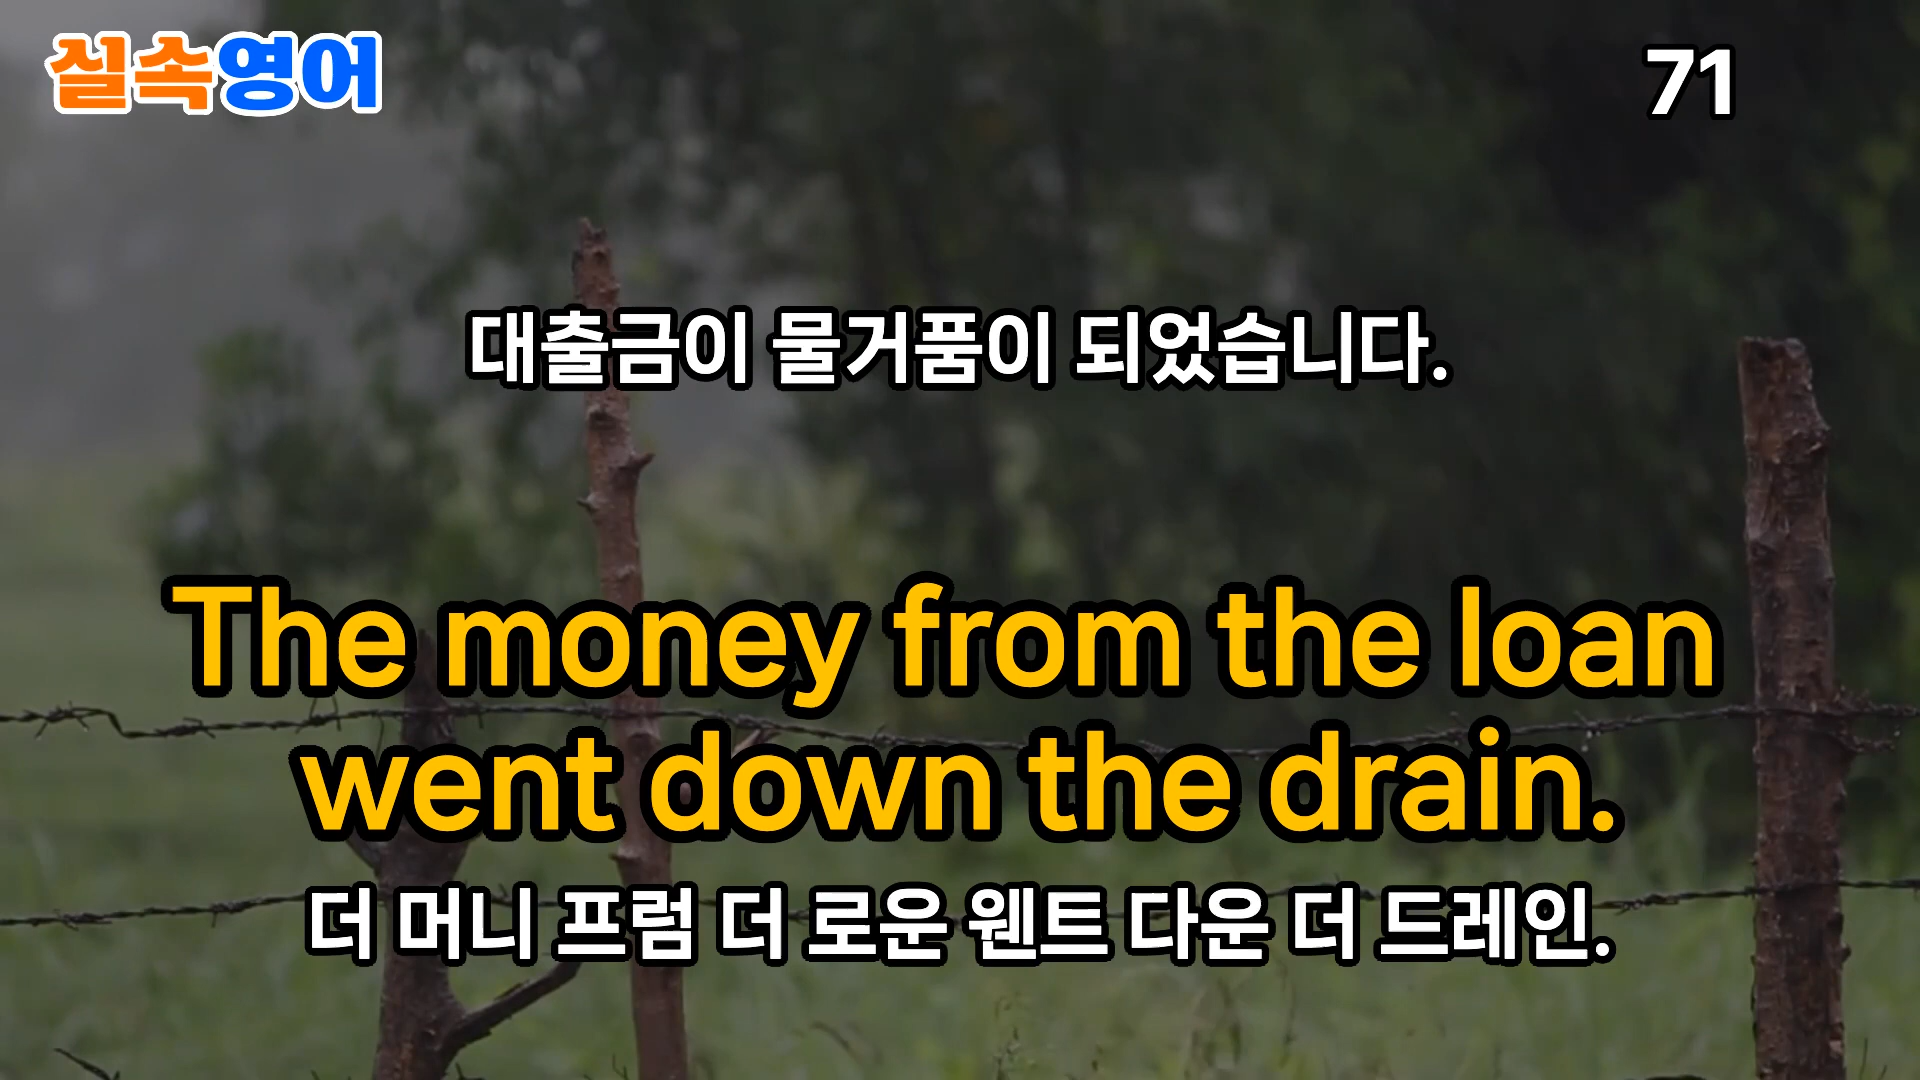 실속영어
71
대출금이 물거품이 되었습니다.
The money from the loan
went down the drain.
더 머니 프럼 더 로운 웬트 다운 더 드레인.